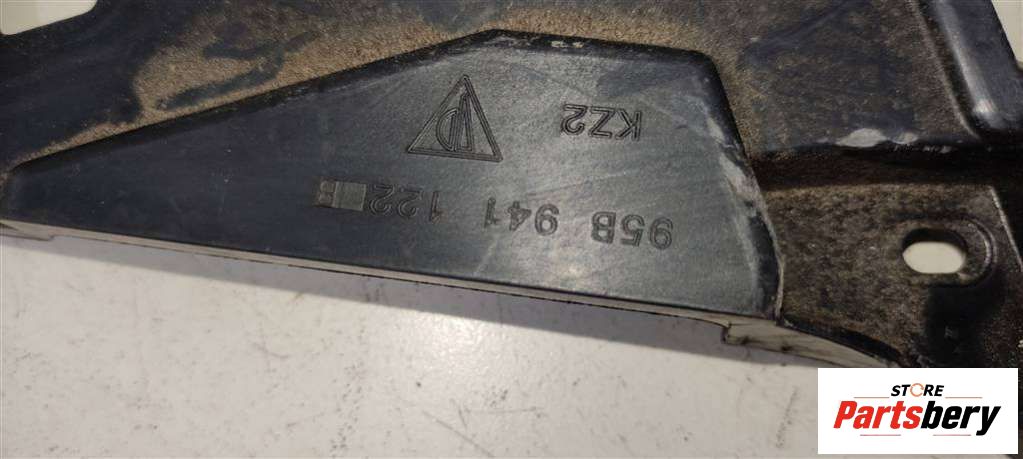 95B 941 122 B
KZ2
STORE
Partsbery